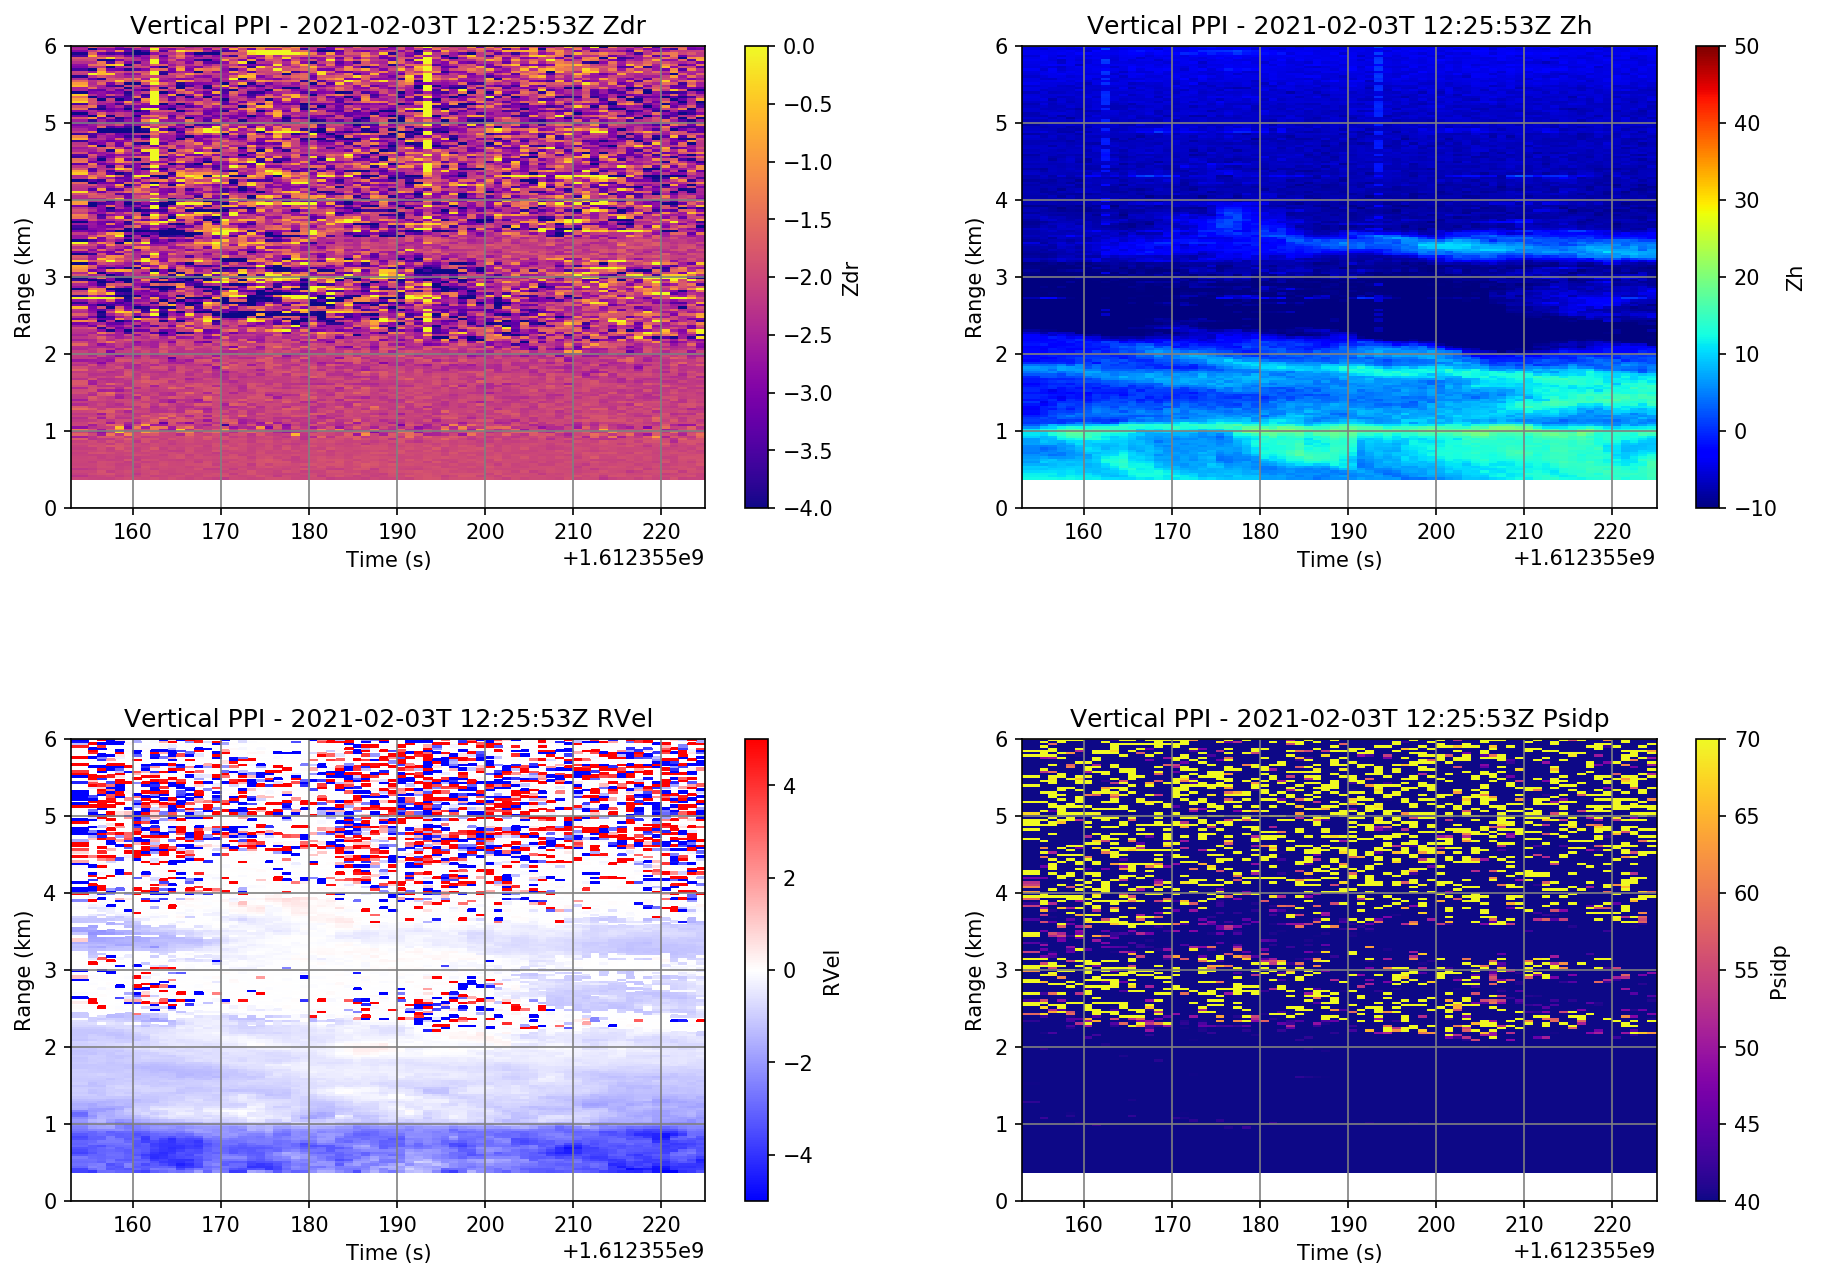 Vertical PPI - 2021-02-03T 12:25:53Z Zdr
6
5
4
3
2
1
0
Range (km)
160 170 180 190 200 210 220
Time (s)
+1.612355e9
0.0
−0.5
−1.0
−1.5
−2.0
−2.5
−3.0
−3.5
−4.0
Zdr
Vertical PPI - 2021-02-03T 12:25:53Z Zh
6
5
4
3
2
1
0
Range (km)
160 170 180 190 200 210 220
Time (s)
+1.612355e9
50
40
30
20
10
0
−10
Zh
Vertical PPI - 2021-02-03T 12:25:53Z RVel
6
5
4
3
2
1
0
Range (km)
160 170 180 190 200 210 220
Time (s)
+1.612355e9
4
2
0
−2
−4
RVel
Vertical PPI - 2021-02-03T 12:25:53Z Psidp
6
5
4
3
2
1
0
Range (km)
160 170 180 190 200 210 220
Time (s)
+1.612355e9
70
65
60
55
50
45
40
Psidp